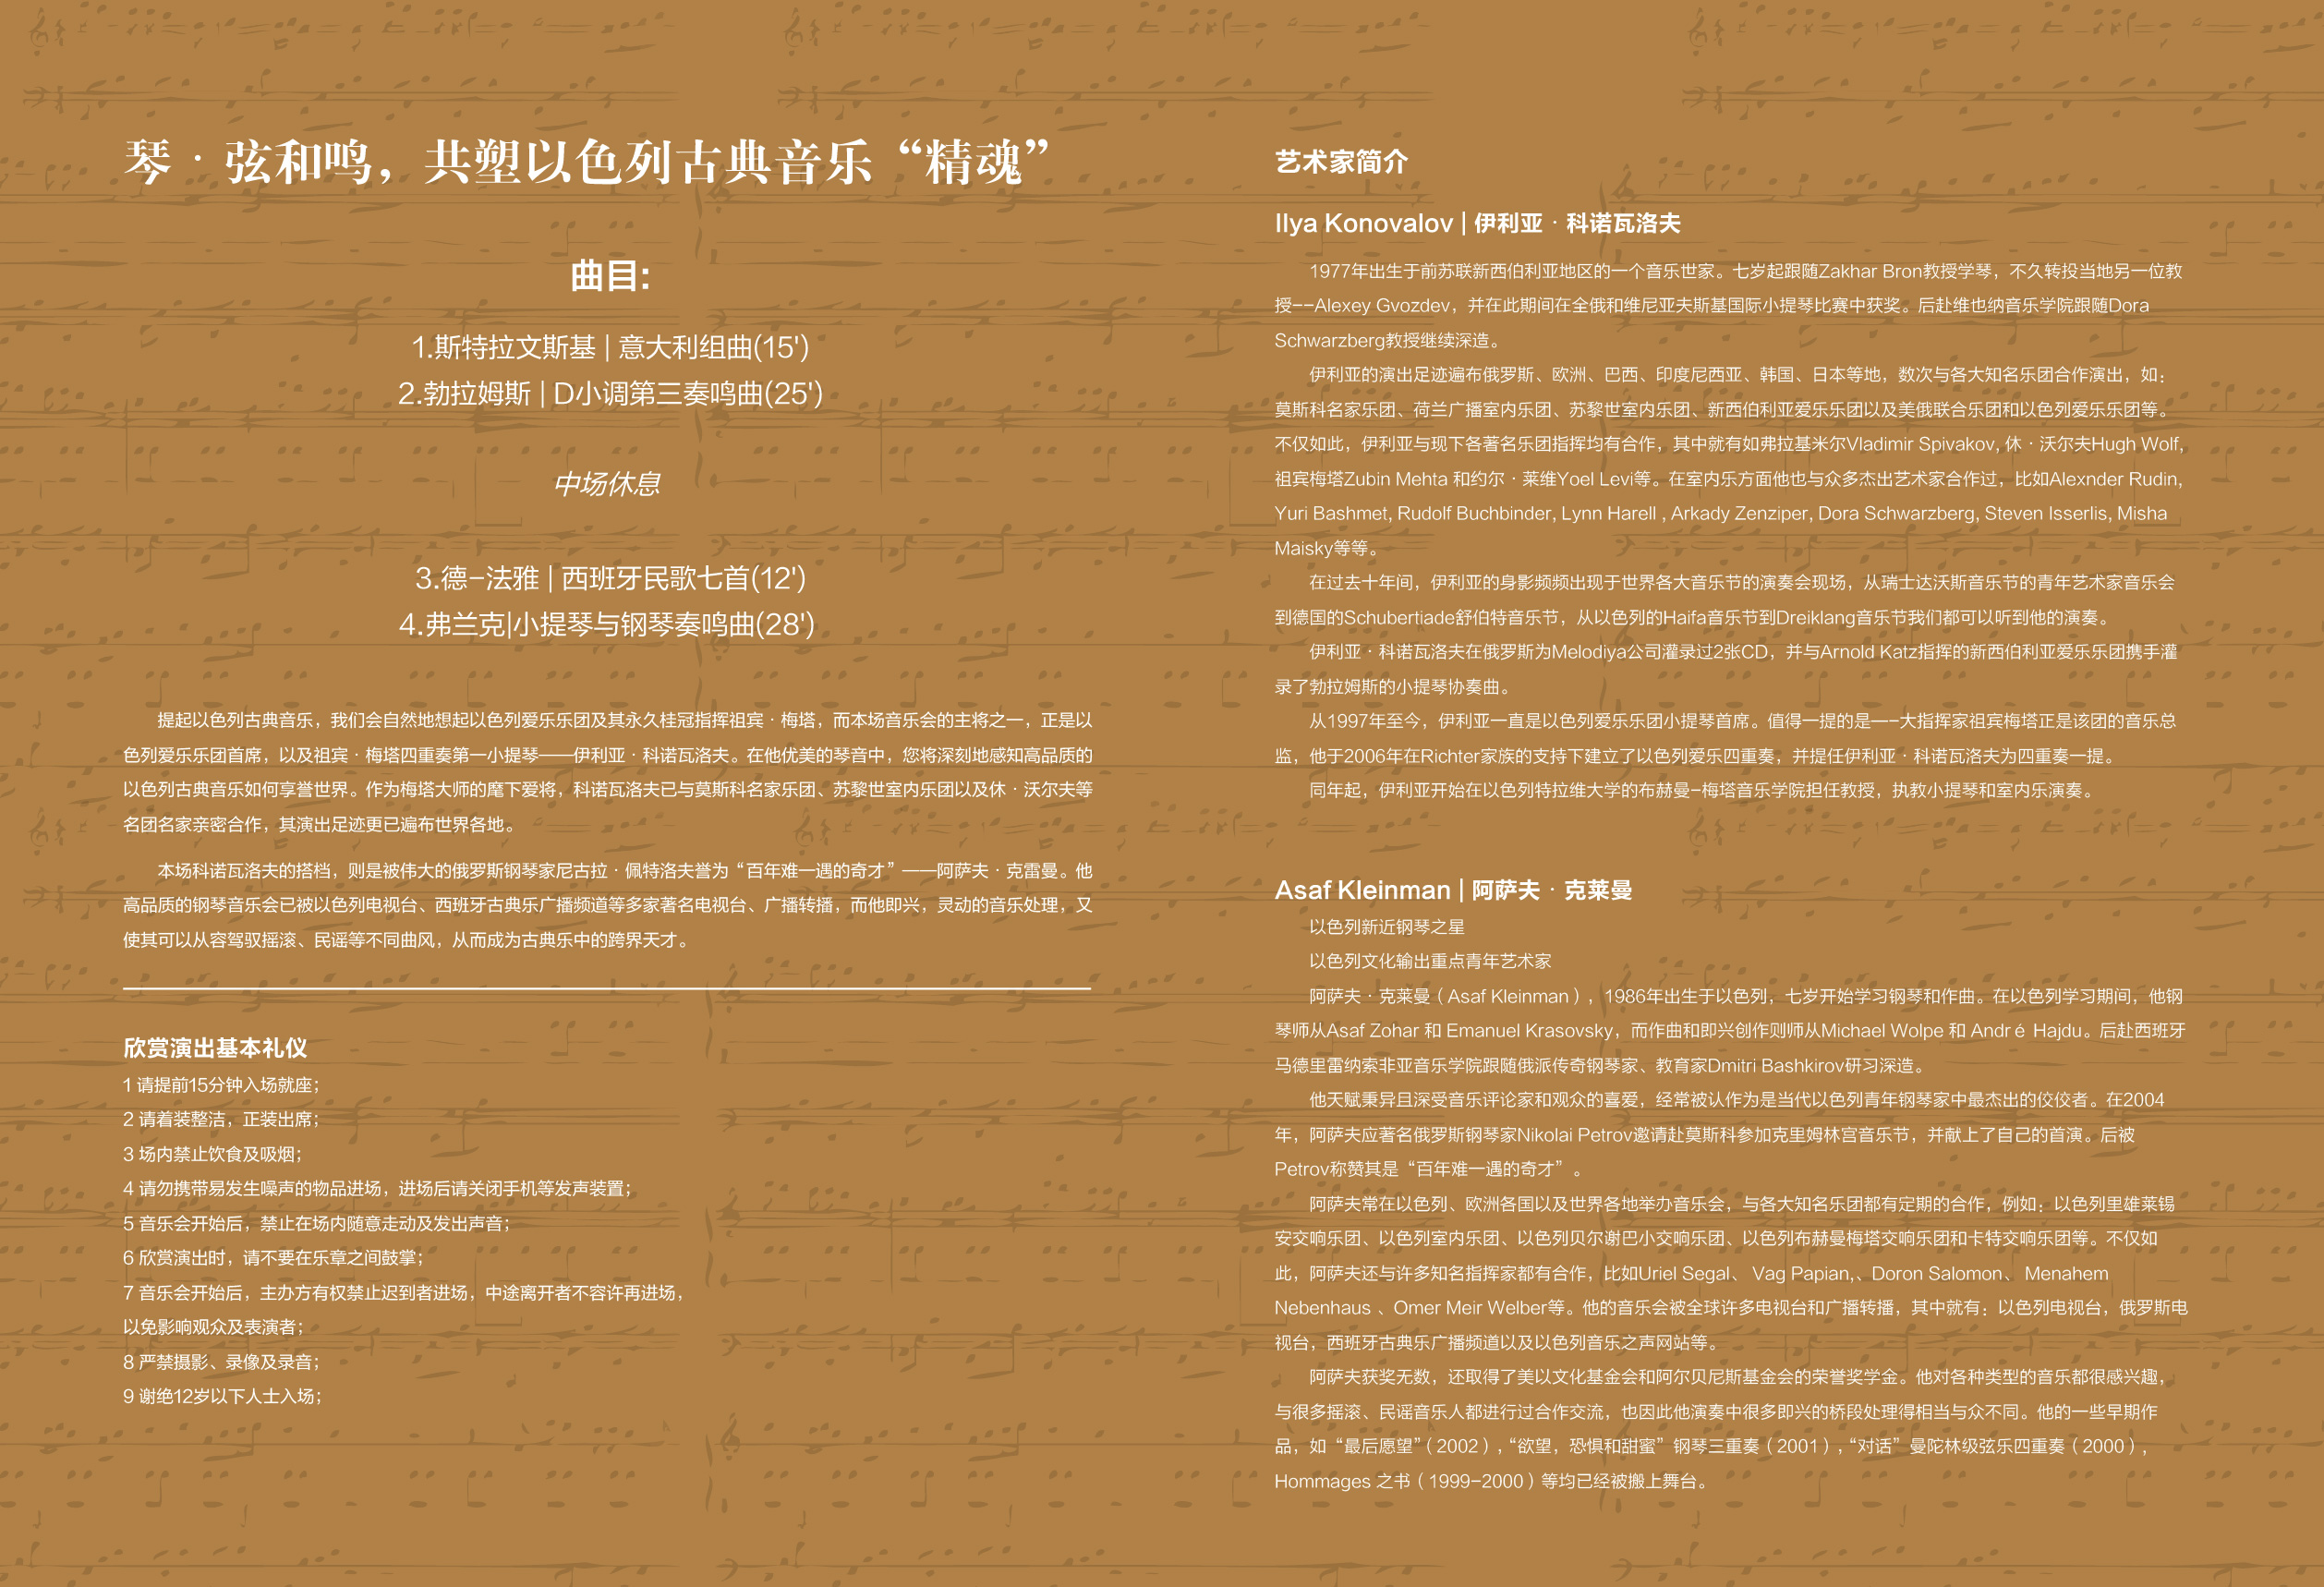 琴·弦和鸣，共塑以色列古典音乐“精魂”
曲目:
1.斯特拉文斯基 | 意大利组曲(15')
2.勃拉姆斯 | D小调第三奏鸣曲(25')
中场休息
3.德-法雅 | 西班牙民歌七首(12')
4.弗兰克|小提琴与钢琴奏鸣曲(28')
提起以色列古典音乐，我们会自然地想起以色列爱乐乐团及其永久桂冠指挥祖宾·梅塔，而本场音乐会的主将之一，正是以
色列爱乐乐团首席，以及祖宾·梅塔四重奏第一小提琴——伊利亚·科诺瓦洛夫。在他优美的琴音中，您将深刻地感知高品质的
以色列古典音乐如何享誉世界。作为梅塔大师的麾下爱将，科诺瓦洛夫已与莫斯科名家乐团、苏黎世室内乐团以及休·沃尔夫等
名团名家亲密合作，其演出足迹更已遍布世界各地。
本场科诺瓦洛夫的搭档，则是被伟大的俄罗斯钢琴家尼古拉·佩特洛夫誉为“百年难一遇的奇才”——阿萨夫·克雷曼。他
高品质的钢琴音乐会已被以色列电视台、西班牙古典乐广播频道等多家著名电视台、广播转播，而他即兴，灵动的音乐处理，又
使其可以从容驾驭摇滚、民谣等不同曲风，从而成为古典乐中的跨界天才。
欣赏演出基本礼仪
1 请提前15分钟入场就座；
2 请着装整洁，正装出席；
3 场内禁止饮食及吸烟；
4 请勿携带易发生噪声的物品进场，进场后请关闭手机等发声装置；
5 音乐会开始后，禁止在场内随意走动及发出声音；
6 欣赏演出时，请不要在乐章之间鼓掌；
7 音乐会开始后，主办方有权禁止迟到者进场，中途离开者不容许再进场，
以免影响观众及表演者；
8 严禁摄影、录像及录音；
9 谢绝12岁以下人士入场；
艺术家简介
Ilya Konovalov | 伊利亚·科诺瓦洛夫
1977年出生于前苏联新西伯利亚地区的一个音乐世家。七岁起跟随Zakhar Bron教授学琴，不久转投当地另一位教
授--Alexey Gvozdev，并在此期间在全俄和维尼亚夫斯基国际小提琴比赛中获奖。后赴维也纳音乐学院跟随Dora
Schwarzberg教授继续深造。
伊利亚的演出足迹遍布俄罗斯、欧洲、巴西、印度尼西亚、韩国、日本等地，数次与各大知名乐团合作演出，如：
莫斯科名家乐团、荷兰广播室内乐团、苏黎世室内乐团、新西伯利亚爱乐乐团以及美俄联合乐团和以色列爱乐乐团等。
不仅如此，伊利亚与现下各著名乐团指挥均有合作，其中就有如弗拉基米尔Vladimir Spivakov, 休·沃尔夫Hugh Wolf,
祖宾梅塔Zubin Mehta 和约尔·莱维Yoel Levi等。在室内乐方面他也与众多杰出艺术家合作过，比如Alexnder Rudin,
Yuri Bashmet, Rudolf Buchbinder, Lynn Harell , Arkady Zenziper, Dora Schwarzberg, Steven Isserlis, Misha
Maisky等等。
在过去十年间，伊利亚的身影频频出现于世界各大音乐节的演奏会现场，从瑞士达沃斯音乐节的青年艺术家音乐会
到德国的Schubertiade舒伯特音乐节，从以色列的Haifa音乐节到Dreiklang音乐节我们都可以听到他的演奏。
伊利亚·科诺瓦洛夫在俄罗斯为Melodiya公司灌录过2张CD，并与Arnold Katz指挥的新西伯利亚爱乐乐团携手灌
录了勃拉姆斯的小提琴协奏曲。
从1997年至今，伊利亚一直是以色列爱乐乐团小提琴首席。值得一提的是—-大指挥家祖宾梅塔正是该团的音乐总
监，他于2006年在Richter家族的支持下建立了以色列爱乐四重奏，并提任伊利亚·科诺瓦洛夫为四重奏一提。
同年起，伊利亚开始在以色列特拉维大学的布赫曼-梅塔音乐学院担任教授，执教小提琴和室内乐演奏。
Asaf Kleinman | 阿萨夫·克莱曼
以色列新近钢琴之星
以色列文化输出重点青年艺术家
阿萨夫·克莱曼（Asaf Kleinman），1986年出生于以色列，七岁开始学习钢琴和作曲。在以色列学习期间，他钢
琴师从Asaf Zohar 和 Emanuel Krasovsky，而作曲和即兴创作则师从Michael Wolpe 和 André Hajdu。后赴西班牙
马德里雷纳索非亚音乐学院跟随俄派传奇钢琴家、教育家Dmitri Bashkirov研习深造。
他天赋秉异且深受音乐评论家和观众的喜爱，经常被认作为是当代以色列青年钢琴家中最杰出的佼佼者。在2004
年，阿萨夫应著名俄罗斯钢琴家Nikolai Petrov邀请赴莫斯科参加克里姆林宫音乐节，并献上了自己的首演。后被
Petrov称赞其是“百年难一遇的奇才”。
阿萨夫常在以色列、欧洲各国以及世界各地举办音乐会，与各大知名乐团都有定期的合作，例如：以色列里雄莱锡
安交响乐团、以色列室内乐团、以色列贝尔谢巴小交响乐团、以色列布赫曼梅塔交响乐团和卡特交响乐团等。不仅如
此，阿萨夫还与许多知名指挥家都有合作，比如Uriel Segal、 Vag Papian,、Doron Salomon、 Menahem
Nebenhaus 、Omer Meir Welber等。他的音乐会被全球许多电视台和广播转播，其中就有：以色列电视台，俄罗斯电
视台，西班牙古典乐广播频道以及以色列音乐之声网站等。
阿萨夫获奖无数，还取得了美以文化基金会和阿尔贝尼斯基金会的荣誉奖学金。他对各种类型的音乐都很感兴趣，
与很多摇滚、民谣音乐人都进行过合作交流，也因此他演奏中很多即兴的桥段处理得相当与众不同。他的一些早期作
品，如“最后愿望”（2002），“欲望，恐惧和甜蜜”钢琴三重奏（2001），“对话”曼陀林级弦乐四重奏（2000），
Hommages 之书（1999-2000）等均已经被搬上舞台。